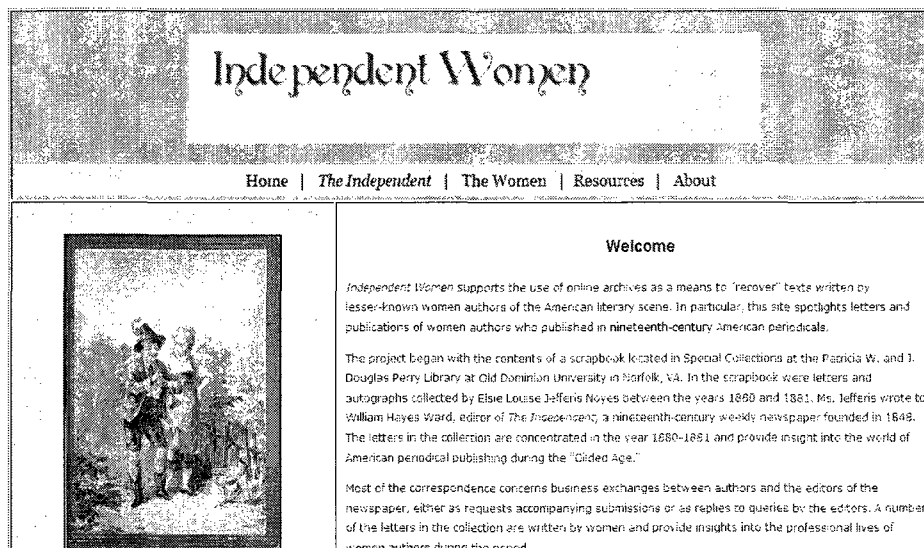 Independent Women
Home | The Independent | The Women | Resources | About
Welcome
Independent Women supports the use of online archives as a means to "recover" texts written by
lesser-known women authors of the American literary scene. In particular, this site spotlights letters and
publications of women authors who published in nineteenth-century American periodicals.
The project began with the contents of a scrapbook located in Special Collections at the Patricia W. and J.
Douglas Perry Library at Old Dominion University in Norfolk, VA. In the scrapbook were letters and
autographs collected by Elsie Louise Jefferis Noyes between the years 1880 and 1881. Ms. Jefferis wrote to
William Hayes Ward, editor of The Independent, a nineteenth-century weekly newspaper founded in 1848.
The letters in the collection are concentrated in the year 1880-1881 and provide insight into the world of
American periodical publishing during the "Gilded Age."
Most of the correspondence concerns business exchanges between authors and the editors of the
newspaper, either as requests accompanying submissions or as replies to queries by the editors. A number
of the letters in the collection are written by women and provide insights into the professional lives of
women authors during the period